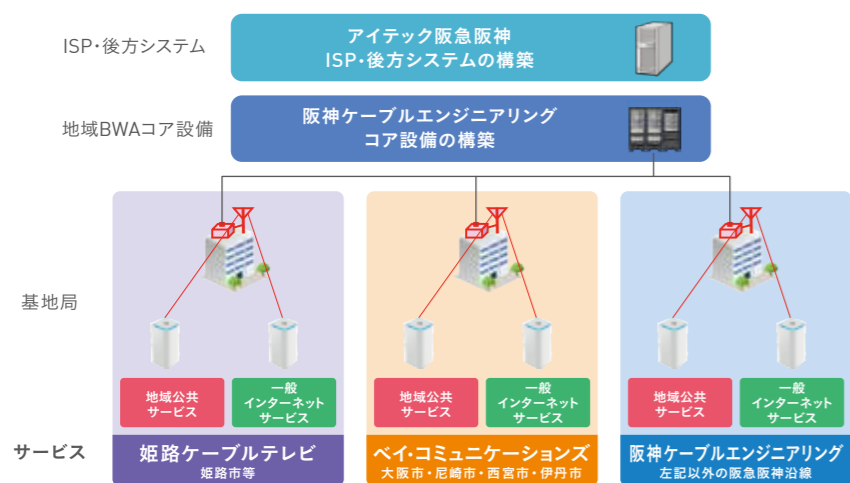 ISP・後方システム
アイテック阪急阪神
ISP・後方システムの構築
地域BWAコア設備
阪神ケーブルエンジニアリング
コア設備の構築
基地局
地域公共
サービス
一般
インターネット
サービス
地域公共
サービス
一般
インターネット
サービス
地域公共
サービス
一般
インターネット
サービス
サービス
姫路ケーブルテレビ
姫路市等
ベイ・コミュニケーションズ
大阪市・尼崎市・西宮市・伊丹市
阪神ケーブルエンジニアリング
左記以外の阪急阪神沿線